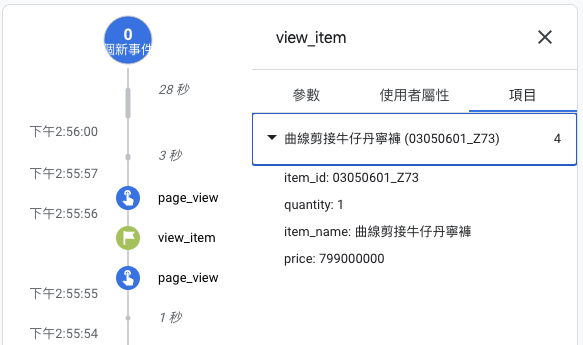 0
個新事件
28 秒
下午2:56:00
3 秒
下午2:55:57
page_view
下午2:55:56
view_item
page_view
下午2:55:55
1 秒
下午2:55:54
view_item
參數
使用者屬性
項目
曲線剪接牛仔丹寧褲 (03050601_Z73)
4
item_id: 03050601_Z73
quantity: 1
item_name: 曲線剪接牛仔丹寧褲
price: 799000000